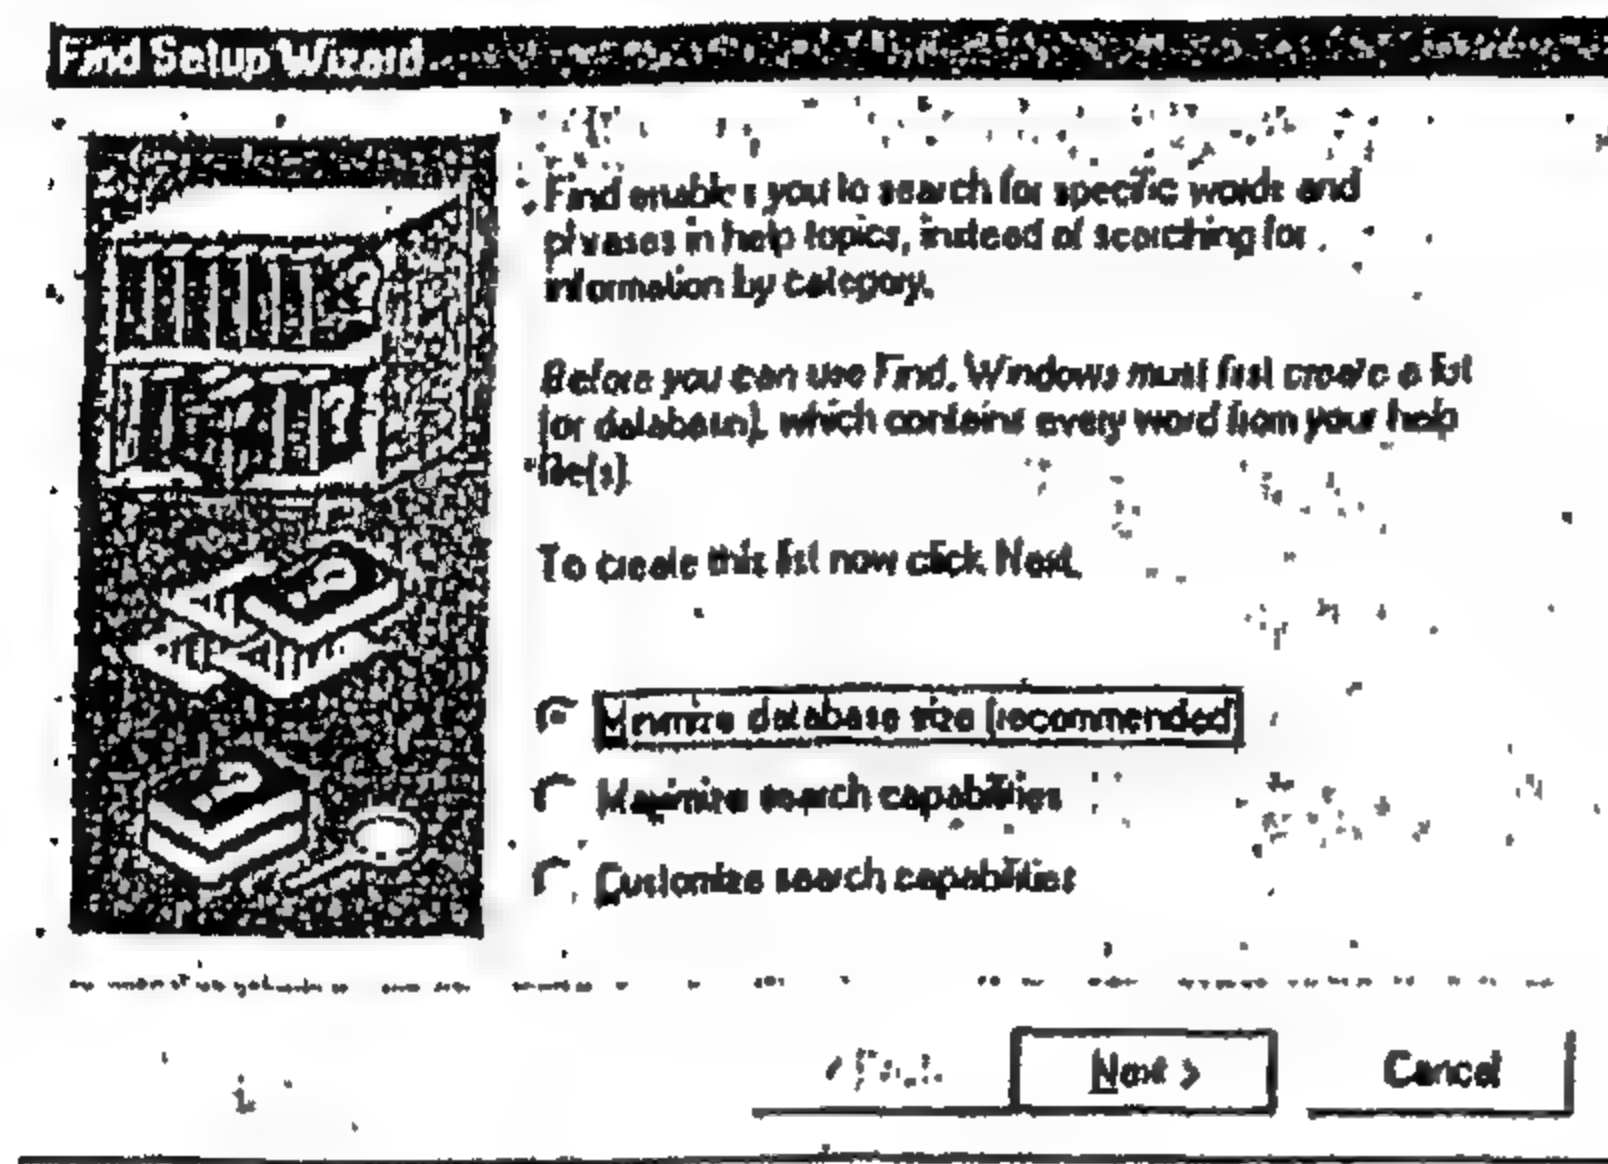 Find Setup Wizard
Find enables you to search for specific words and
phrases in help topics, instead of searching for
information by category.
Before you can use Find, Windows must first create a list
(or database), which contains every word from your help
file(s).
To create this list now click Next.
Minimize database size (recommended)
Maximize search capabilities
Customize search capabilities
Next >
Cancel